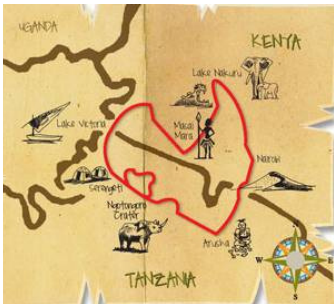 UGANDA
KENYA
Lake Nakuru
Lake Victoria
Masai
Mara
Nairobi
Serengeti
Ngorongoro
Crater
Arusha
TANZANIA
N
W
E
S